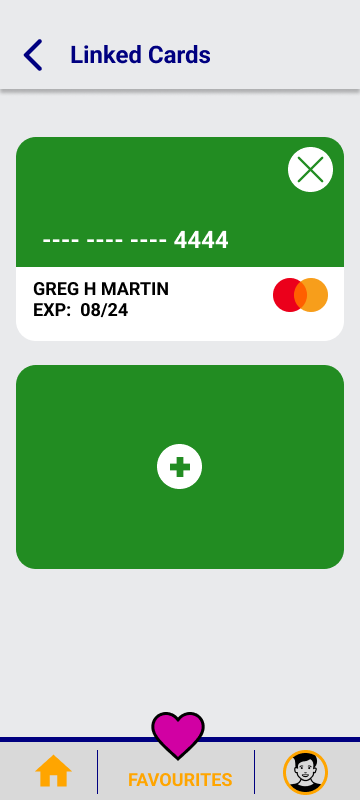 Linked Cards
---- ---- ---- 4444
GREG H MARTIN
EXP: 08/24
FAVOURITES